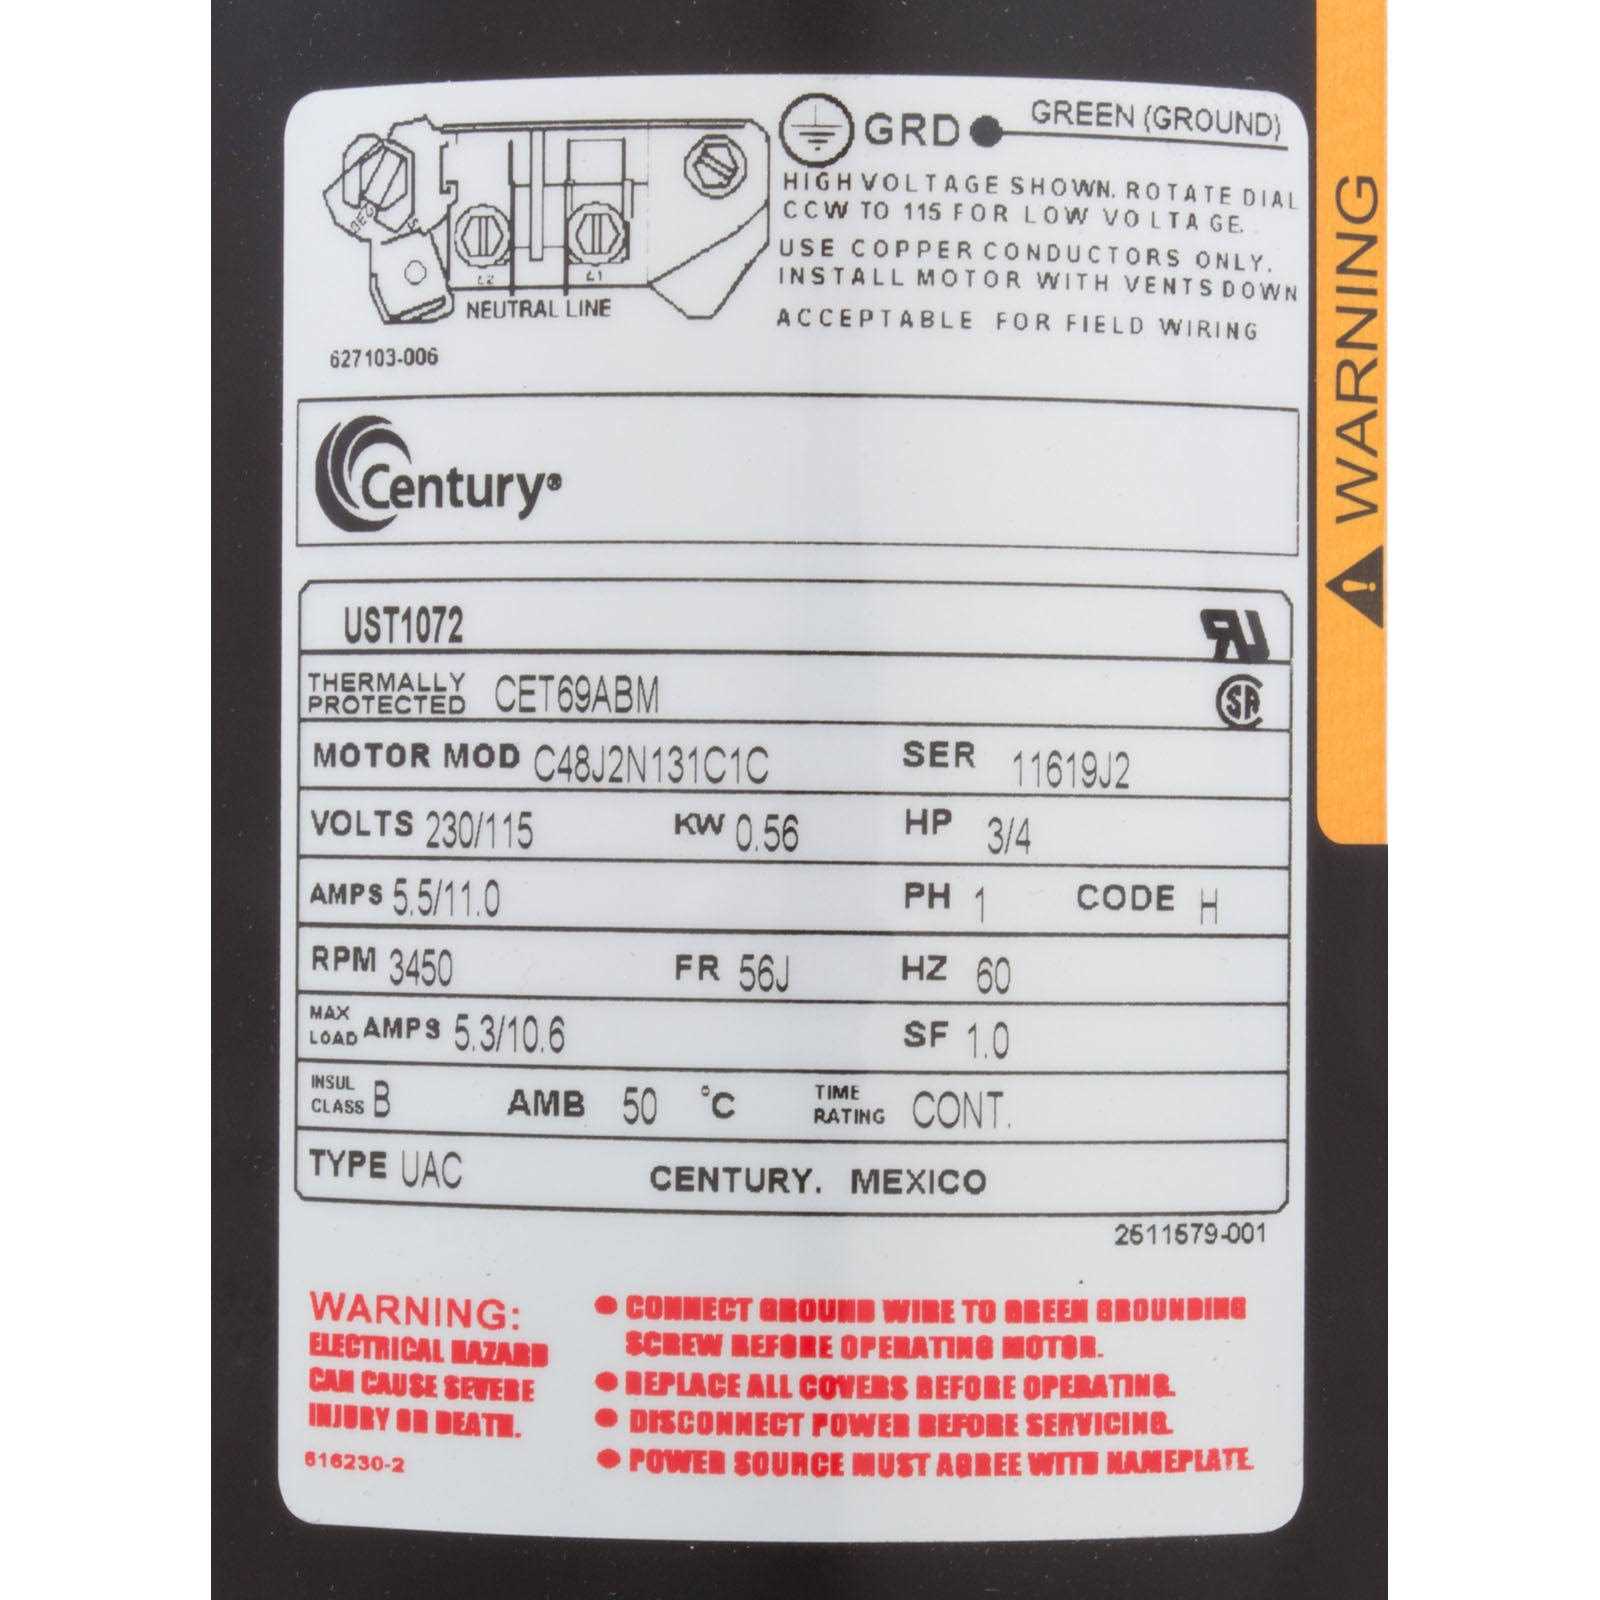 GRD GREEN (GROUND)
HIGH VOLTAGE SHOWN. ROTATE DIAL
CCW TO 115 FOR LOW VOLTAGE.
USE COPPER CONDUCTORS ONLY.
INSTALL MOTOR WITH VENTS DOWN
ACCEPTABLE FOR FIELD WIRING
L2 L1
NEUTRAL LINE
627103-006
WARNING
Century®
UST1072
THERMALLY
PROTECTED CET69ABM
MOTOR MOD C48J2N131C1C SER 11619J2
VOLTS 230/115 KW 0.56 HP 3/4
AMPS 5.5/11.0 PH 1 CODE H
RPM 3450 FR 56J HZ 60
MAX
LOAD AMPS 5.3/10.6 SF 1.0
INSUL
CLASS B AMB 50 °C TIME
RATING CONT.
TYPE UAC CENTURY. MEXICO
2511579-001
WARNING:
ELECTRICAL HAZARD
CAN CAUSE SEVERE
INJURY OR DEATH.
616230-2
● CONNECT GROUND WIRE TO GREEN GROUNDING
SCREW BEFORE OPERATING MOTOR.
● REPLACE ALL COVERS BEFORE OPERATING.
● DISCONNECT POWER BEFORE SERVICING.
● POWER SOURCE MUST AGREE WITH NAMEPLATE.